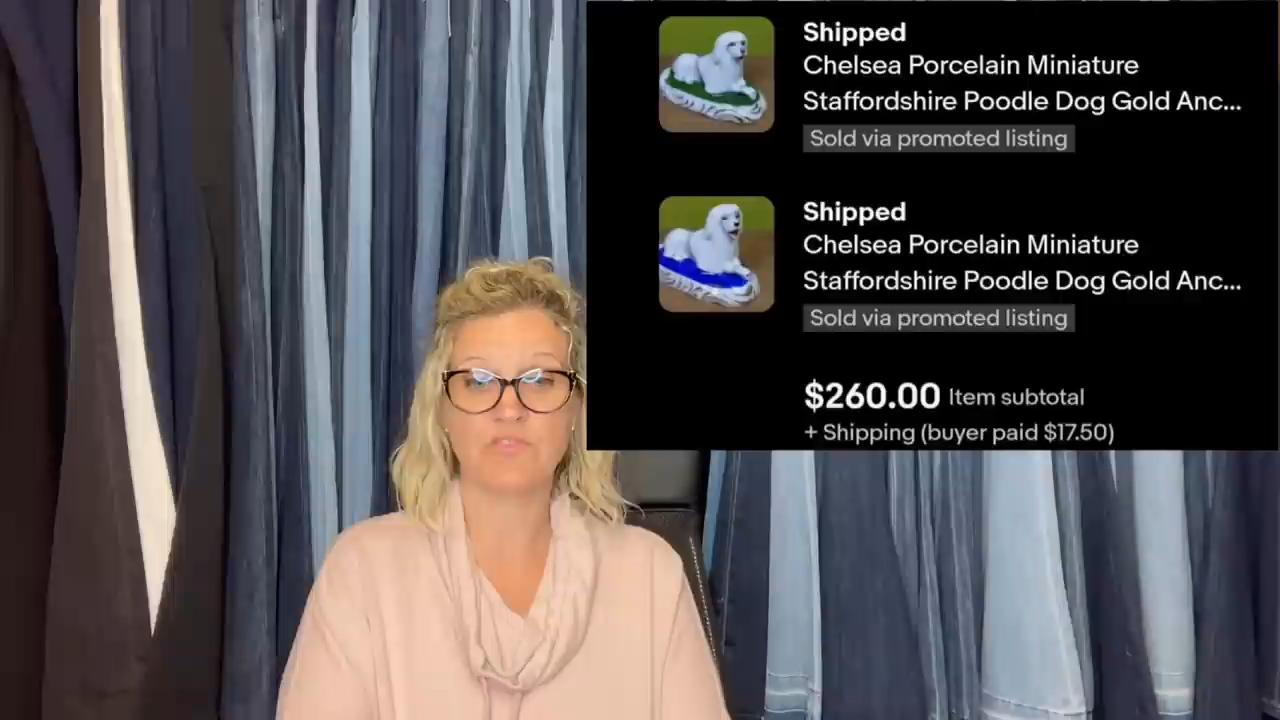 Shipped
Chelsea Porcelain Miniature
Staffordshire Poodle Dog Gold Anc...
Sold via promoted listing
Shipped
Chelsea Porcelain Miniature
Staffordshire Poodle Dog Gold Anc...
Sold via promoted listing
$260.00 Item subtotal
+ Shipping (buyer paid $17.50)